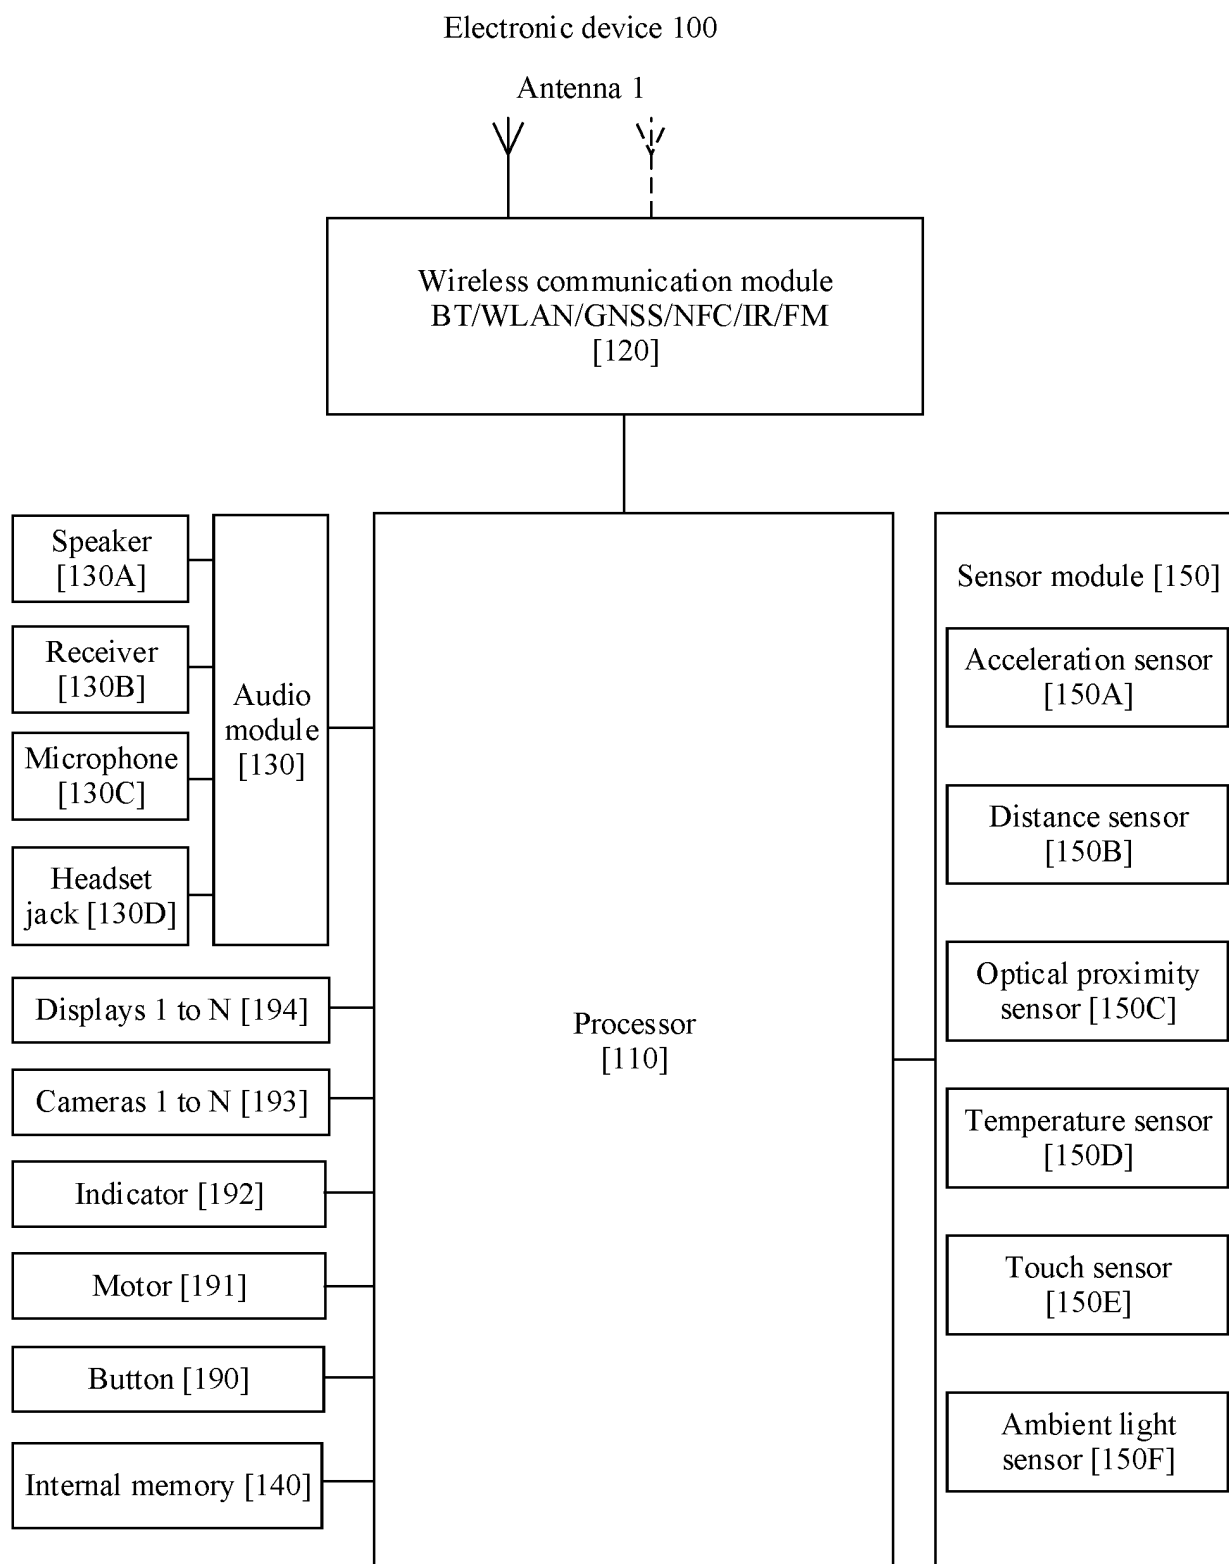 Electronic device 100
Antenna 1
Wireless communication module
BT/WLAN/GNSS/NFC/IR/FM
[120]
Speaker
[130A]
Receiver
[130B]
Microphone
[130C]
Headset
jack [130D]
Audio
module
[130]
Displays 1 to N [194]
Cameras 1 to N [193]
Indicator [192]
Motor [191]
Button [190]
Internal memory [140]
Processor
[110]
Sensor module [150]
Acceleration sensor
[150A]
Distance sensor
[150B]
Optical proximity
sensor [150C]
Temperature sensor
[150D]
Touch sensor
[150E]
Ambient light
sensor [150F]